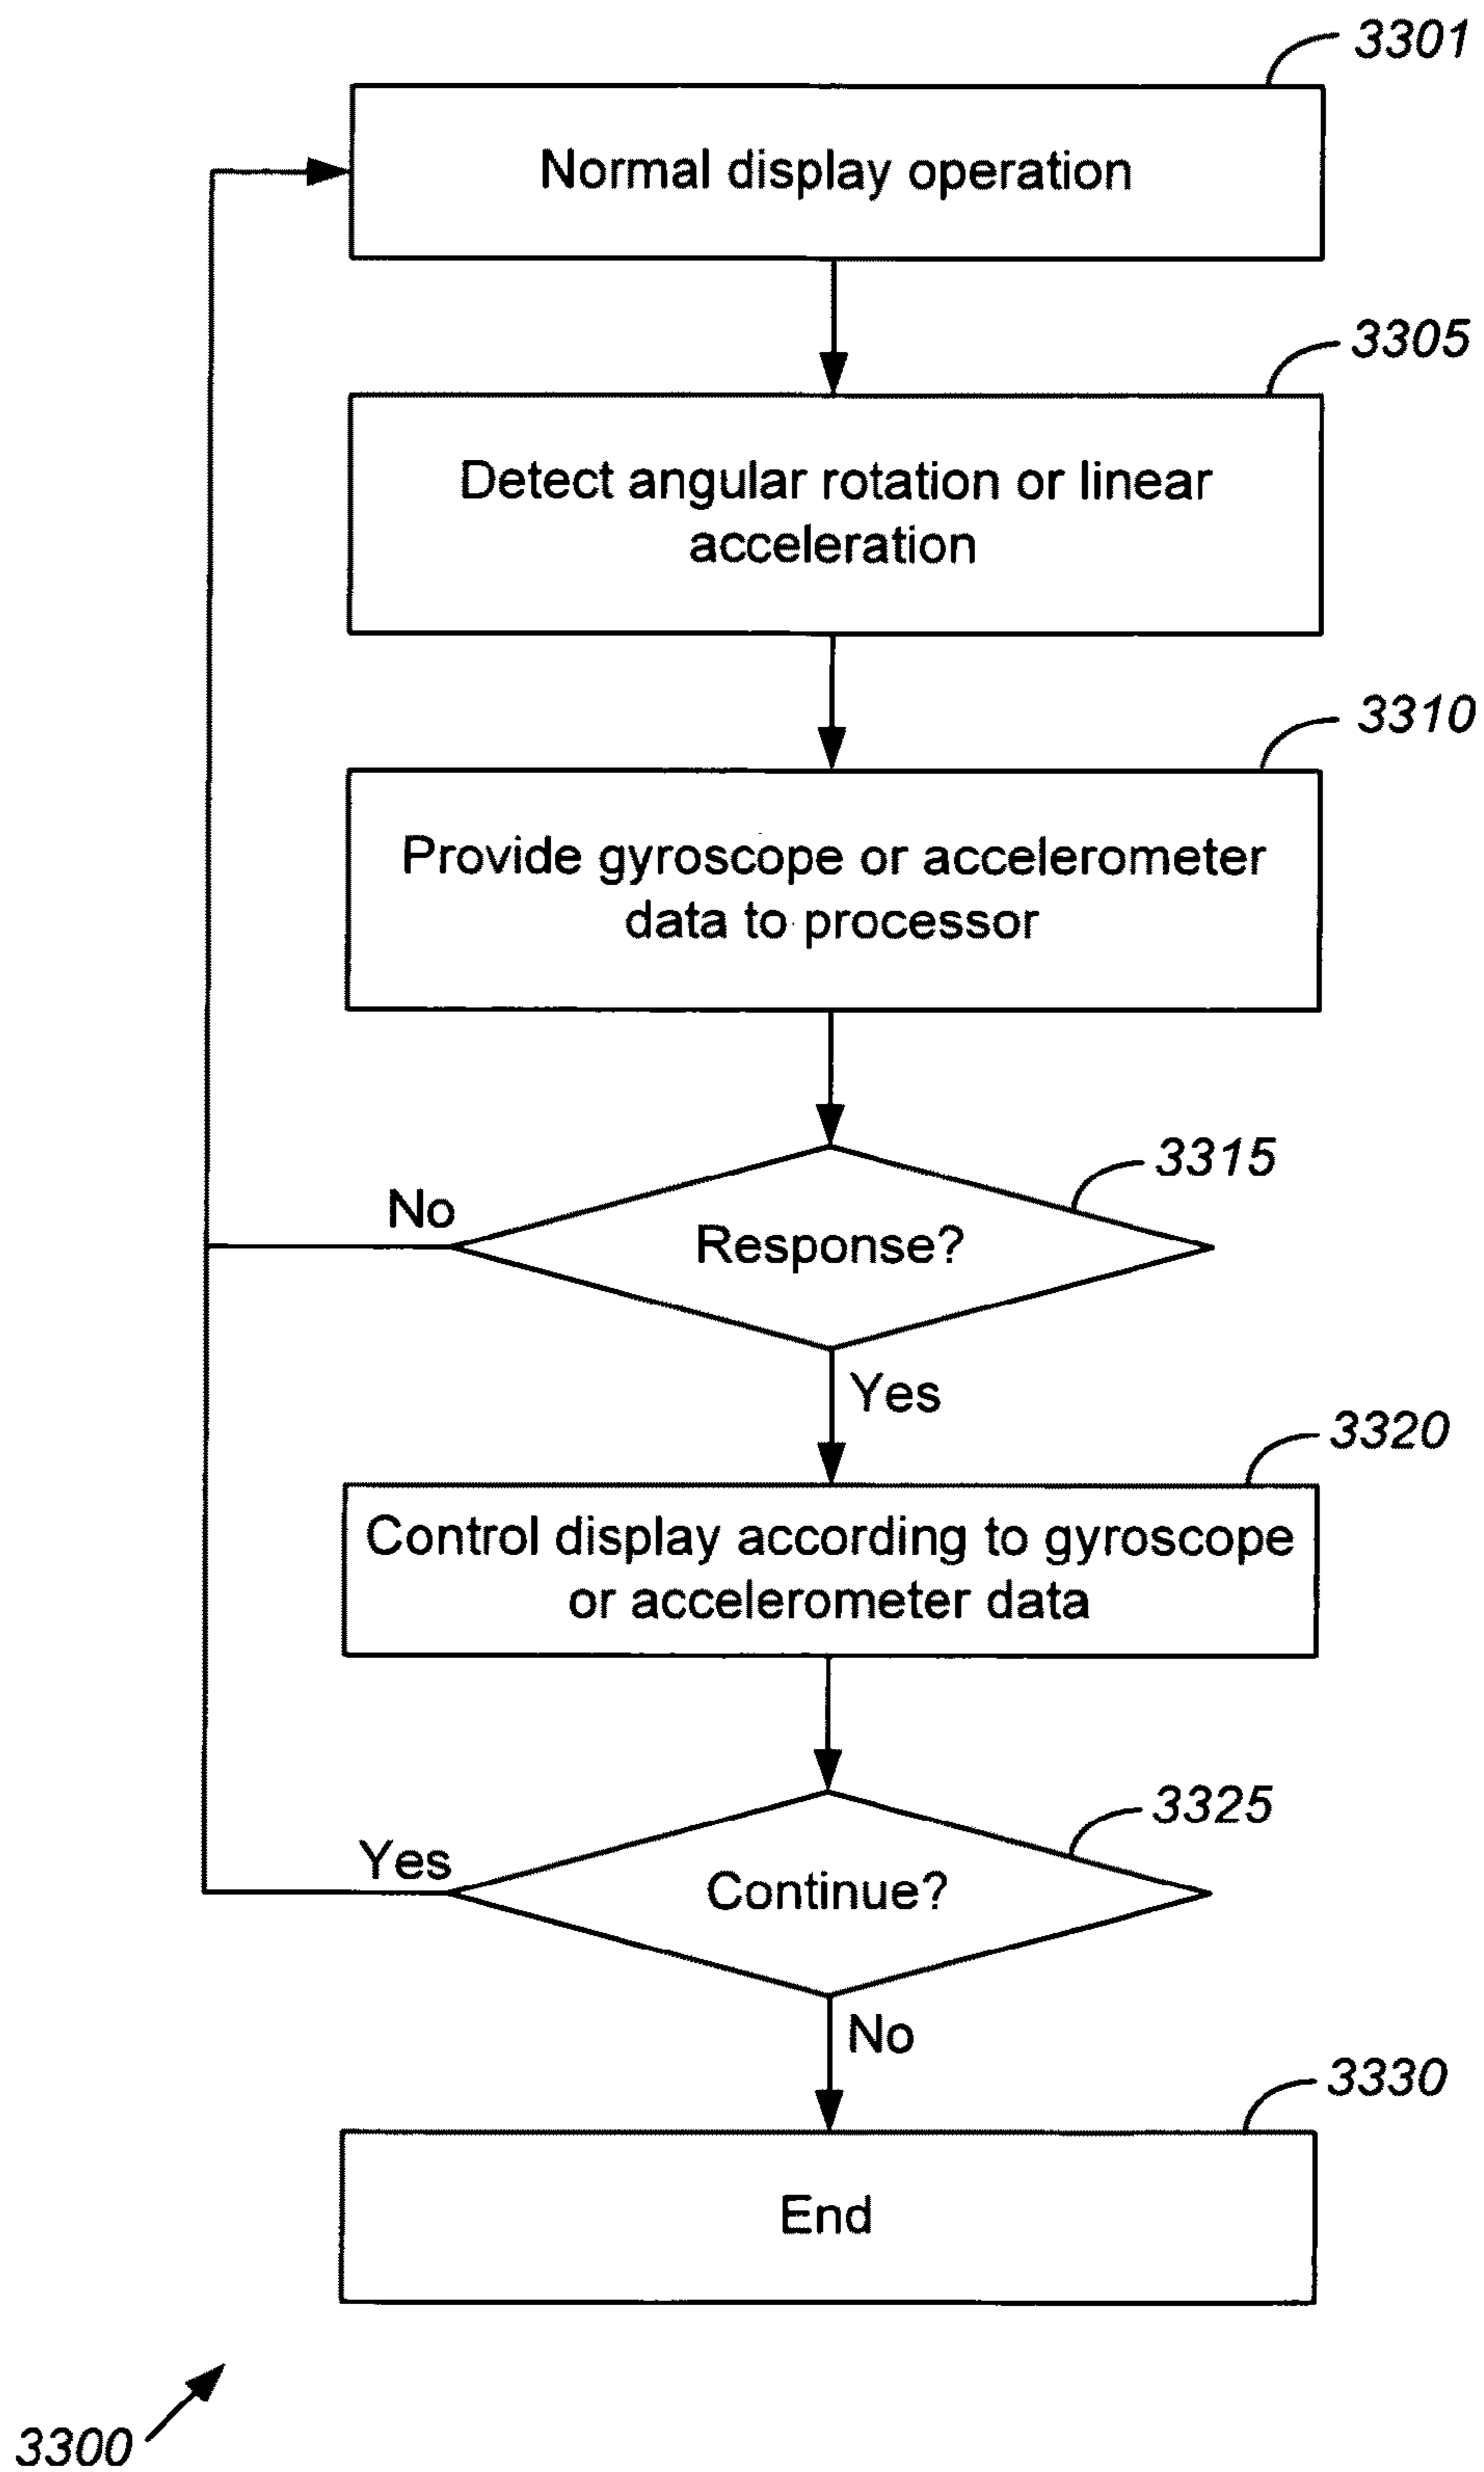 3301
Normal display operation
3305
Detect angular rotation or linear
acceleration
3310
Provide gyroscope or accelerometer
data to processor
3315
No
Response?
Yes
3320
Control display according to gyroscope
or accelerometer data
3325
Yes
Continue?
No
3330
End
3300